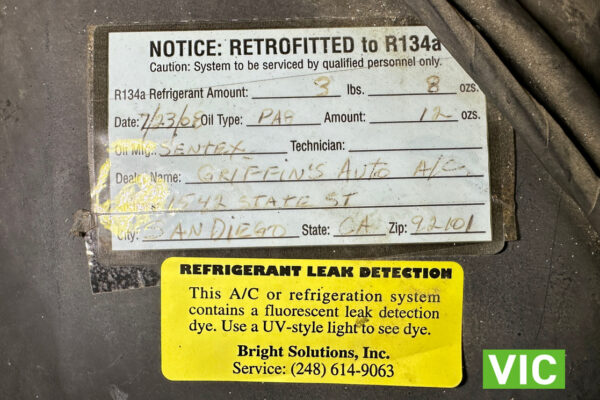 NOTICE: RETROFITTED to R134a
Caution: System to be serviced by qualified personnel only.
R134a Refrigerant Amount: 3 lbs. 8 ozs.
Date: 7/23/08 Oil Type: PAG Amount: 12 ozs.
Oil Mfg. SENTEX Technician:
Dealer Name: GRIFFIN'S AUTO A/C
1542 STATE ST
City: SAN DIEGO State: CA Zip: 92101
REFRIGERANT LEAK DETECTION
This A/C or refrigeration system
contains a fluorescent leak detection
dye. Use a UV-style light to see dye.
Bright Solutions, Inc.
Service: (248) 614-9063
VIC